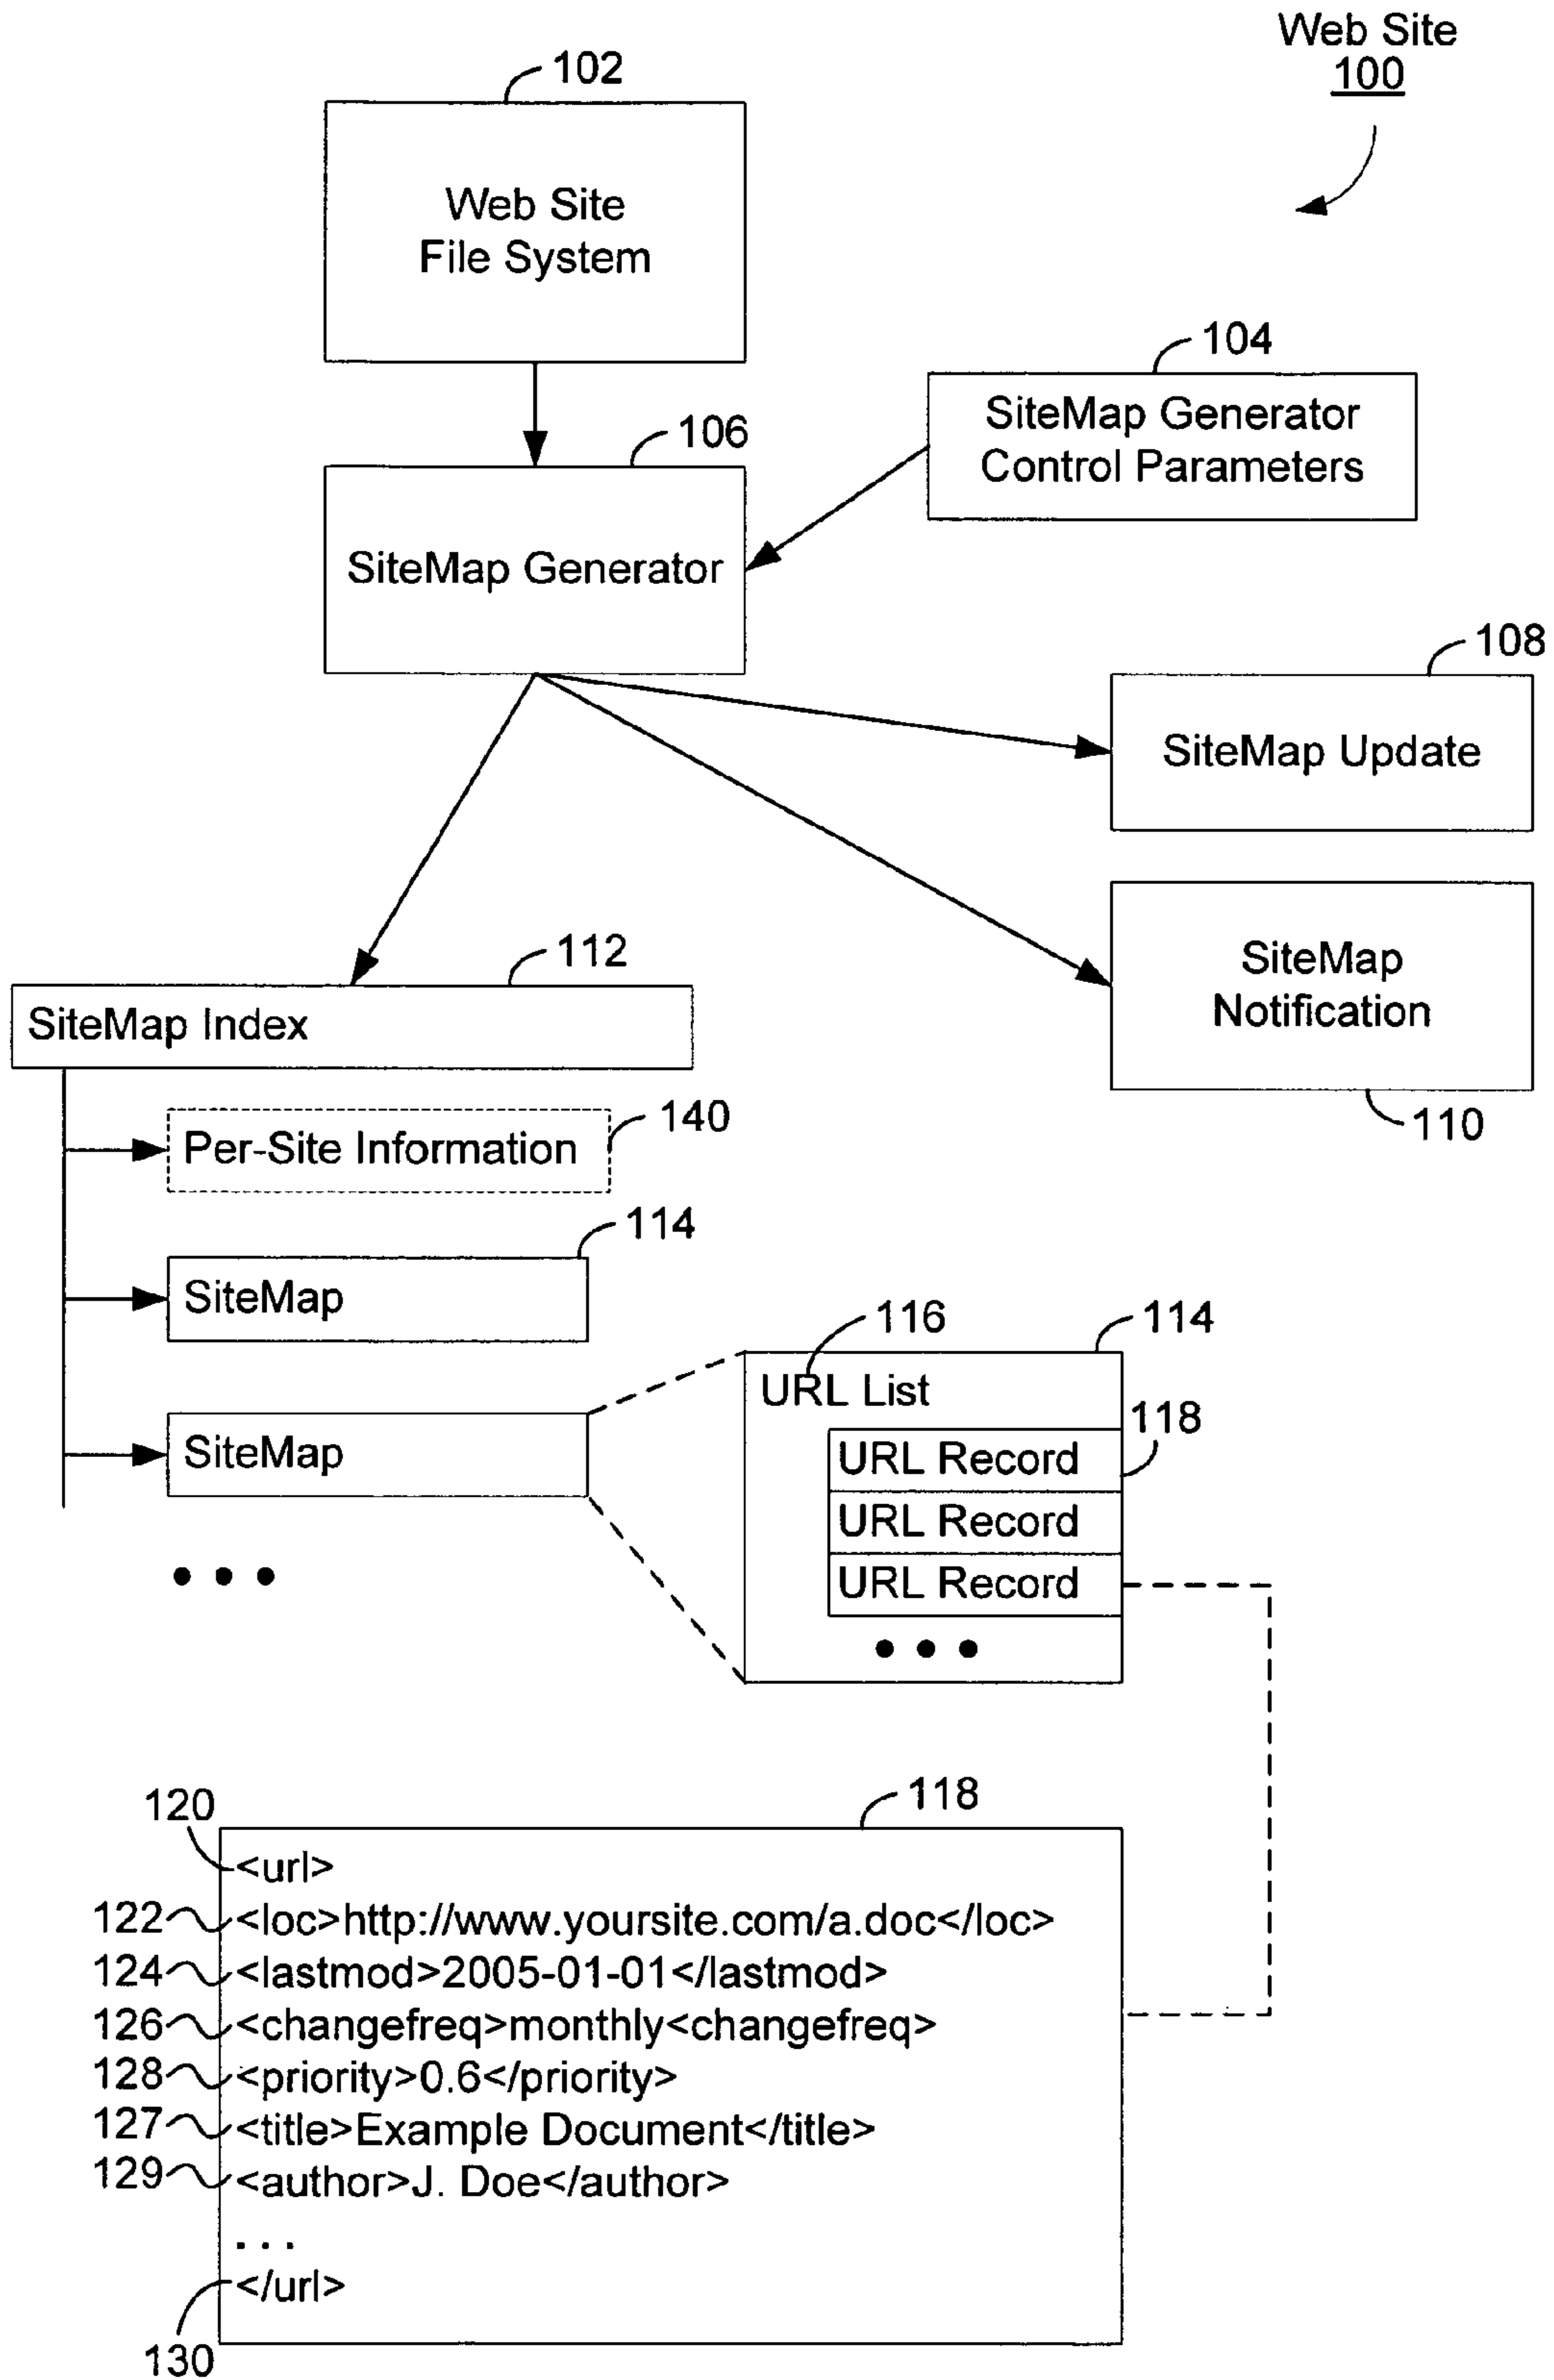 Web Site
100
102
Web Site
File System
104
SiteMap Generator
Control Parameters
106
SiteMap Generator
108
SiteMap Update
SiteMap
Notification
110
112
SiteMap Index
140
Per-Site Information
114
SiteMap
SiteMap
• • •
116
114
URL List
118
URL Record
URL Record
URL Record
• • •
118
120
<url>
122
<loc>http://www.yoursite.com/a.doc</loc>
124
<lastmod>2005-01-01</lastmod>
126
<changefreq>monthly<changefreq>
128
<priority>0.6</priority>
127
<title>Example Document</title>
129
<author>J. Doe</author>
. . .
</url>
130